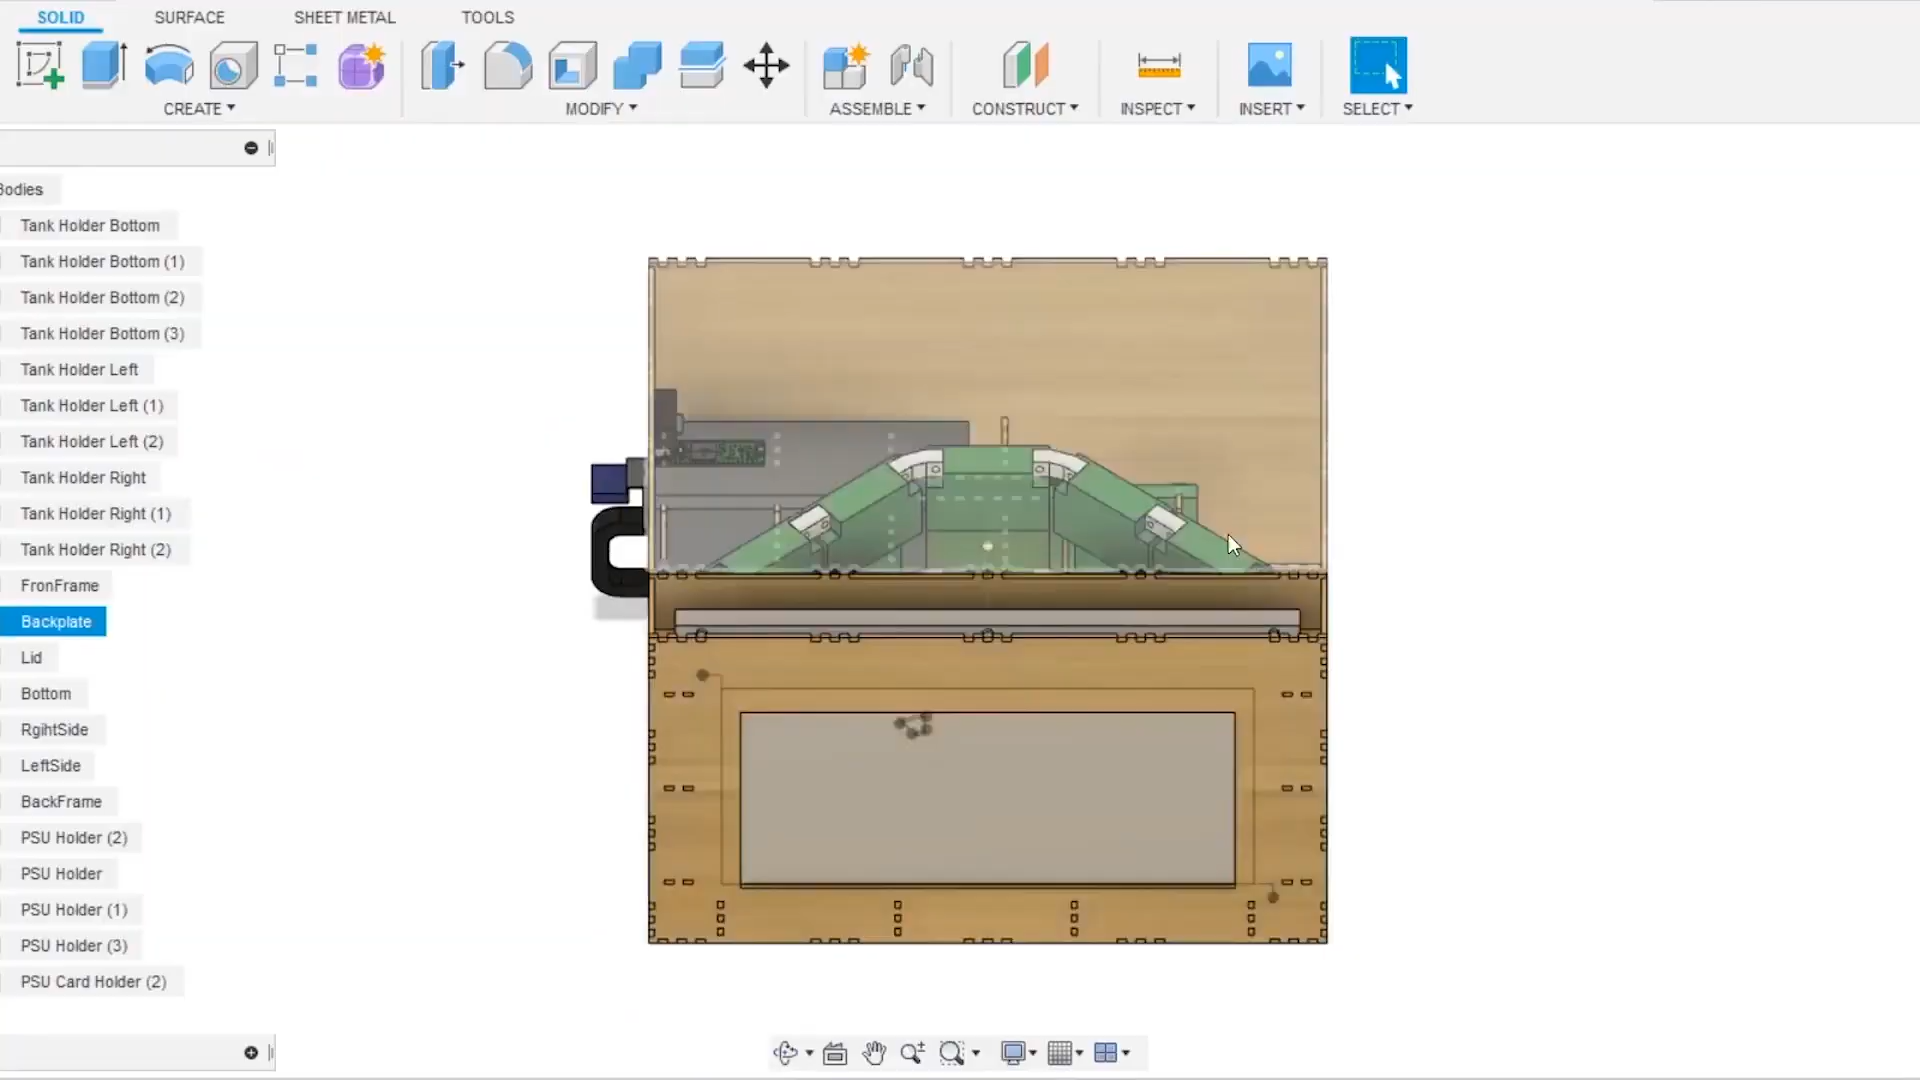 SOLID SURFACE SHEET METAL TOOLS
CREATE MODIFY ASSEMBLE CONSTRUCT INSPECT INSERT SELECT
Bodies
Tank Holder Bottom
Tank Holder Bottom (1)
Tank Holder Bottom (2)
Tank Holder Bottom (3)
Tank Holder Left
Tank Holder Left (1)
Tank Holder Left (2)
Tank Holder Right
Tank Holder Right (1)
Tank Holder Right (2)
FronFrame
Backplate
Lid
Bottom
RgihtSide
LeftSide
BackFrame
PSU Holder (2)
PSU Holder
PSU Holder (1)
PSU Holder (3)
PSU Card Holder (2)